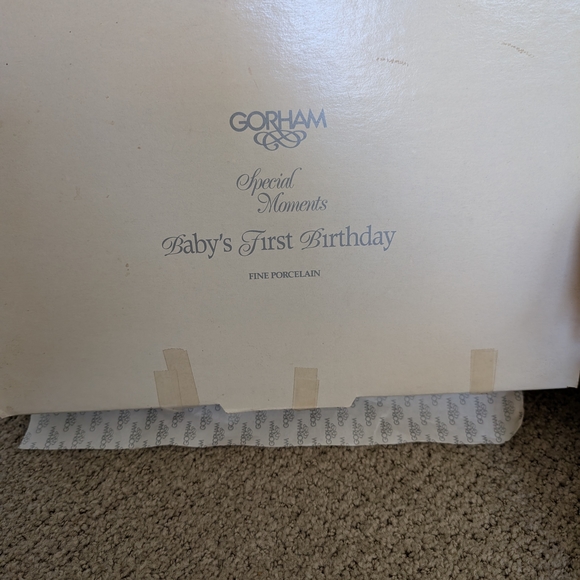 GORHAM
Special
Moments
Baby's First Birthday
FINE PORCELAIN